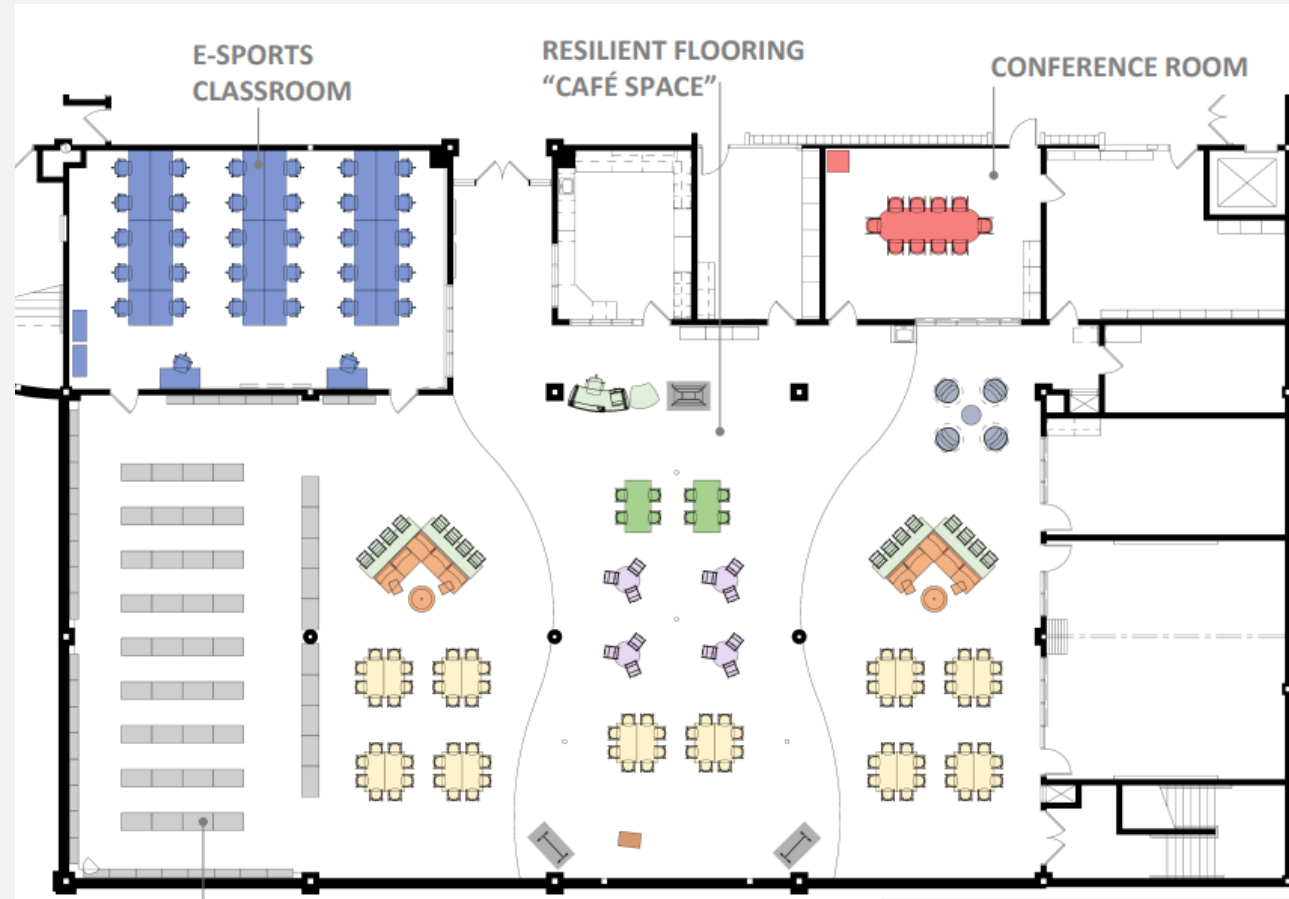 E-SPORTS
CLASSROOM
RESILIENT FLOORING
“CAFÉ SPACE”
CONFERENCE ROOM